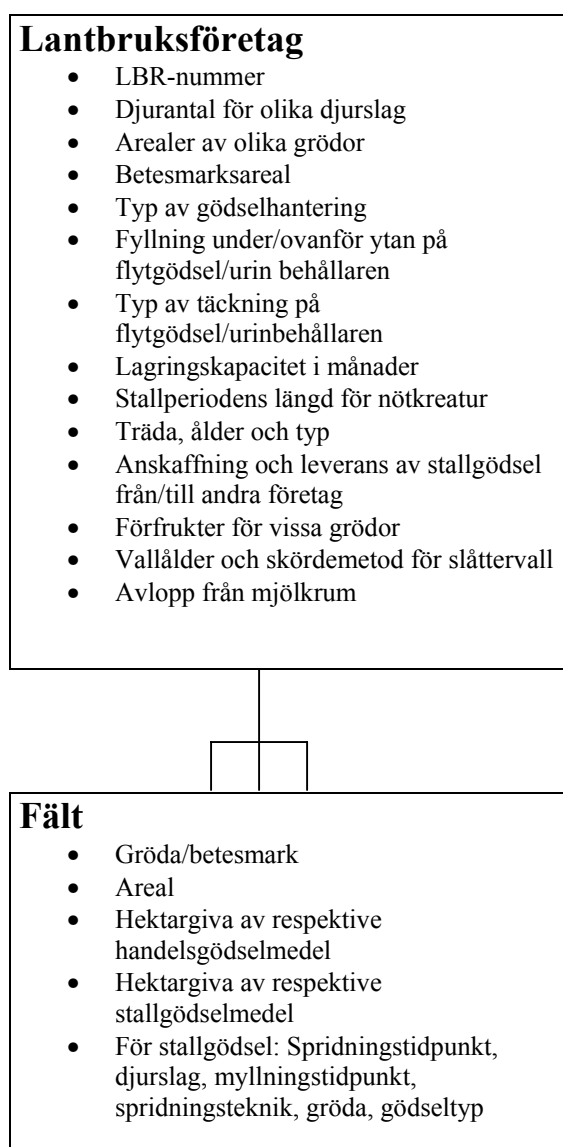 Lantbruksföretag
• LBR-nummer
• Djurantal för olika djurslag
• Arealer av olika grödor
• Betesmarksareal
• Typ av gödselhantering
• Fyllning under/ovanför ytan på
flytgödsel/urin behållaren
• Typ av täckning på
flytgödsel/urinbehållaren
• Lagringskapacitet i månader
• Stallperiodens längd för nötkreatur
• Träda, ålder och typ
• Anskaffning och leverans av stallgödsel
från/till andra företag
• Förfrukter för vissa grödor
• Vallålder och skördemetod för slåttervall
• Avlopp från mjölkrum
Fält
• Gröda/betesmark
• Areal
• Hektargiva av respektive
handelsgödselmedel
• Hektargiva av respektive
stallgödselmedel
• För stallgödsel: Spridningstidpunkt,
djurslag, myllningstidpunkt,
spridningsteknik, gröda, gödseltyp